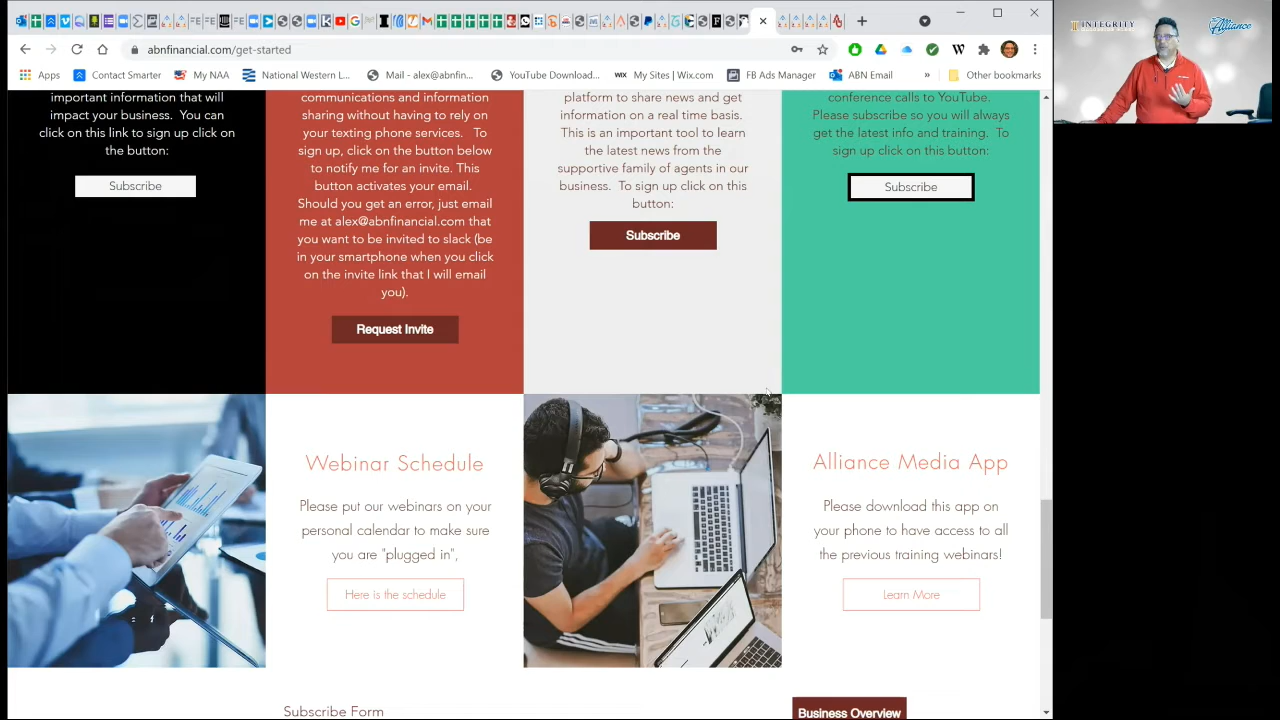 abnfinancial.com/get-started
Apps
Contact Smarter
My NAA
National Western L...
Mail - alex@abnfin...
YouTube Download...
My Sites | Wix.com
FB Ads Manager
ABN Email
»
Other bookmarks
INTEGRITY
Alliance
important information that will
impact your business. You can
click on this link to sign up click on
the button:
Subscribe
communications and information
sharing without having to rely on
your texting phone services. To
sign up, click the button below
to notify me for an invite. This
button activates your email.
Should you get an error, just email
me at alex@abnfinancial.com that
you want to be invited to slack (be
in your smartphone when you click
on the invite link that I will email
you).
Request Invite
platform to share news and get
information on a real time basis.
This is an important tool to learn
the latest news from the
supportive family of agents in our
business. To sign up click on this
button:
Subscribe
conference calls to YouTube.
Please subscribe so you will always
get the latest info and training. To
sign up click on this button:
Subscribe
Webinar Schedule
Please put our webinars on your
personal calendar to make sure
you are "plugged in",
Here is the schedule
Alliance Media App
Please download this app on
your phone to have access to all
the previous training webinars!
Learn More
Subscribe Form
Business Overview